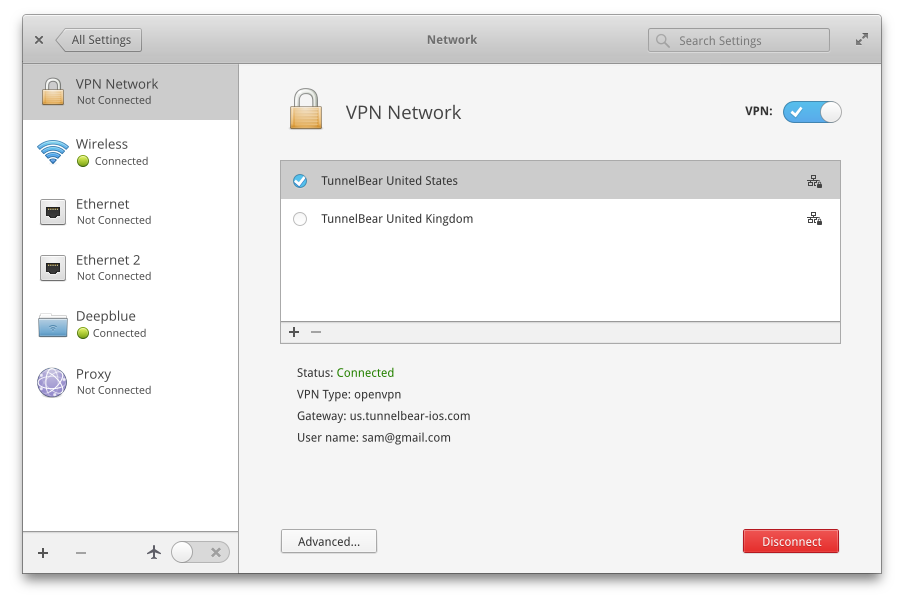 All Settings
Network
Search Settings
VPN Network
Not Connected
Wireless
Connected
Ethernet
Not Connected
Ethernet 2
Not Connected
Deepblue
Connected
Proxy
Not Connected
VPN Network
VPN:
TunnelBear United States
TunnelBear United Kingdom
Status: Connected
VPN Type: openvpn
Gateway: us.tunnelbear-ios.com
User name: sam@gmail.com
Advanced...
Disconnect